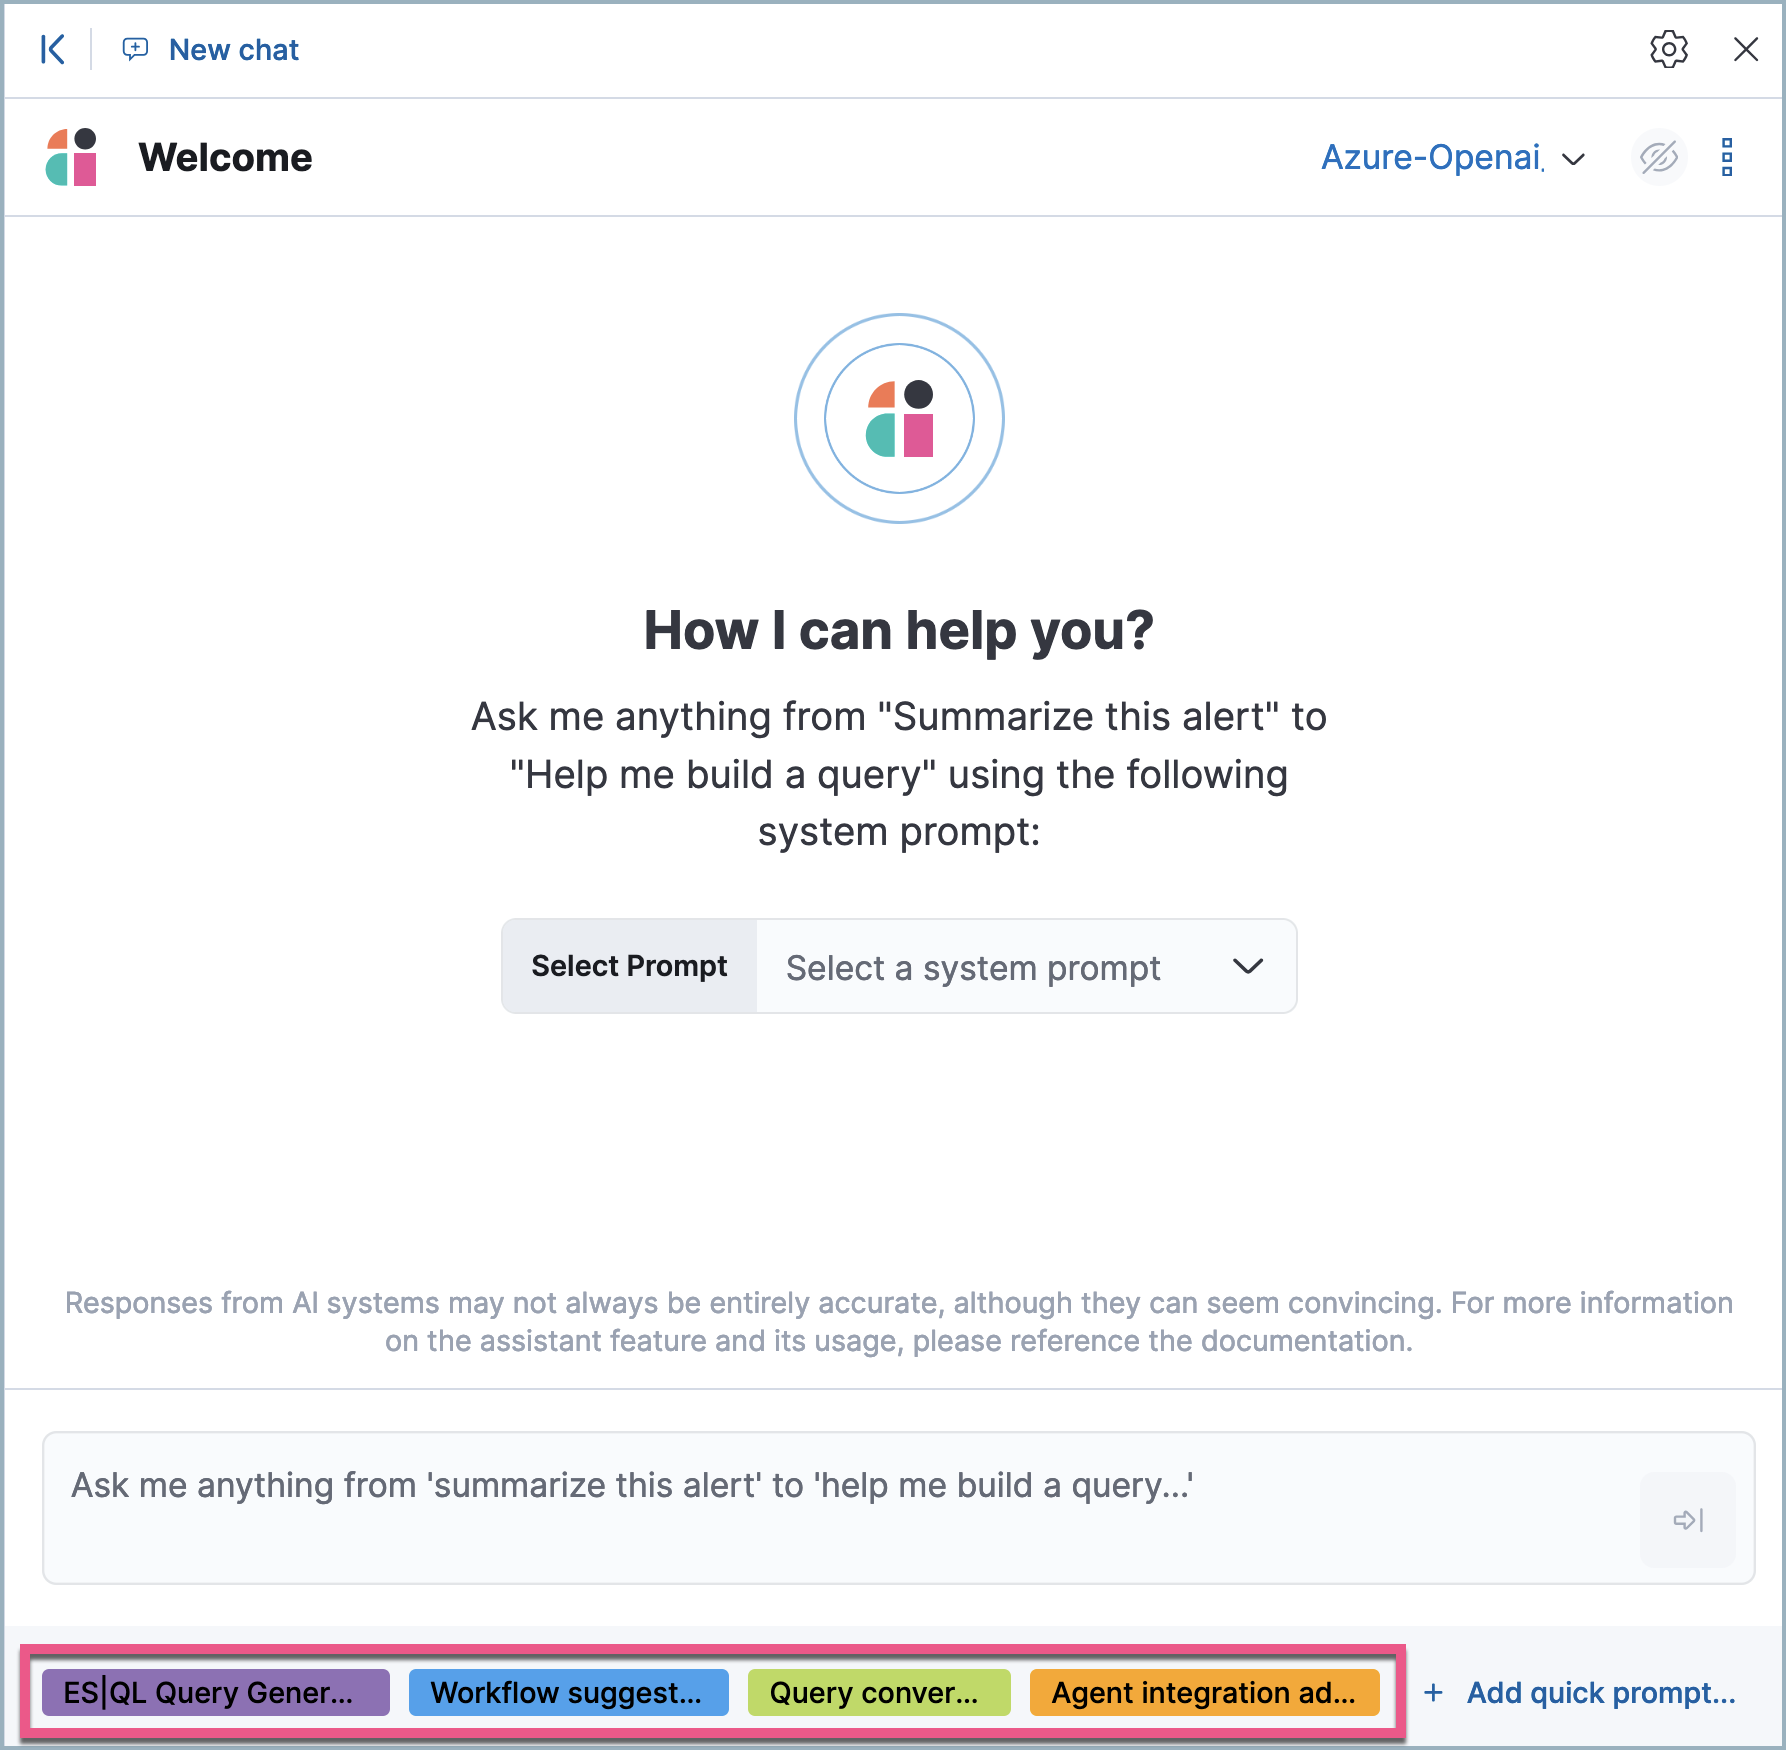 New chat
Welcome
Azure-Openai
How I can help you?
Ask me anything from "Summarize this alert" to
"Help me build a query" using the following
system prompt:
Select Prompt
Select a system prompt
Responses from AI systems may not always be entirely accurate, although they can seem convincing. For more information
on the assistant feature and its usage, please reference the documentation.
Ask me anything from 'summarize this alert' to 'help me build a query...'
ES|QL Query Gener...
Workflow suggest...
Query conver...
Agent integration ad...
+ Add quick prompt...